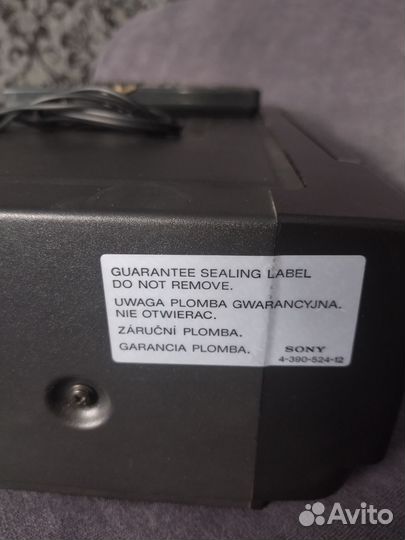 GUARANTEE SEALING LABEL
DO NOT REMOVE.
UWAGA PLOMBA GWARANCYJNA.
NIE OTWIERAC.
ZÁRUČNÍ PLOMBA.
GARANCIA PLOMBA.
SONY
4-390-524-12
Avito